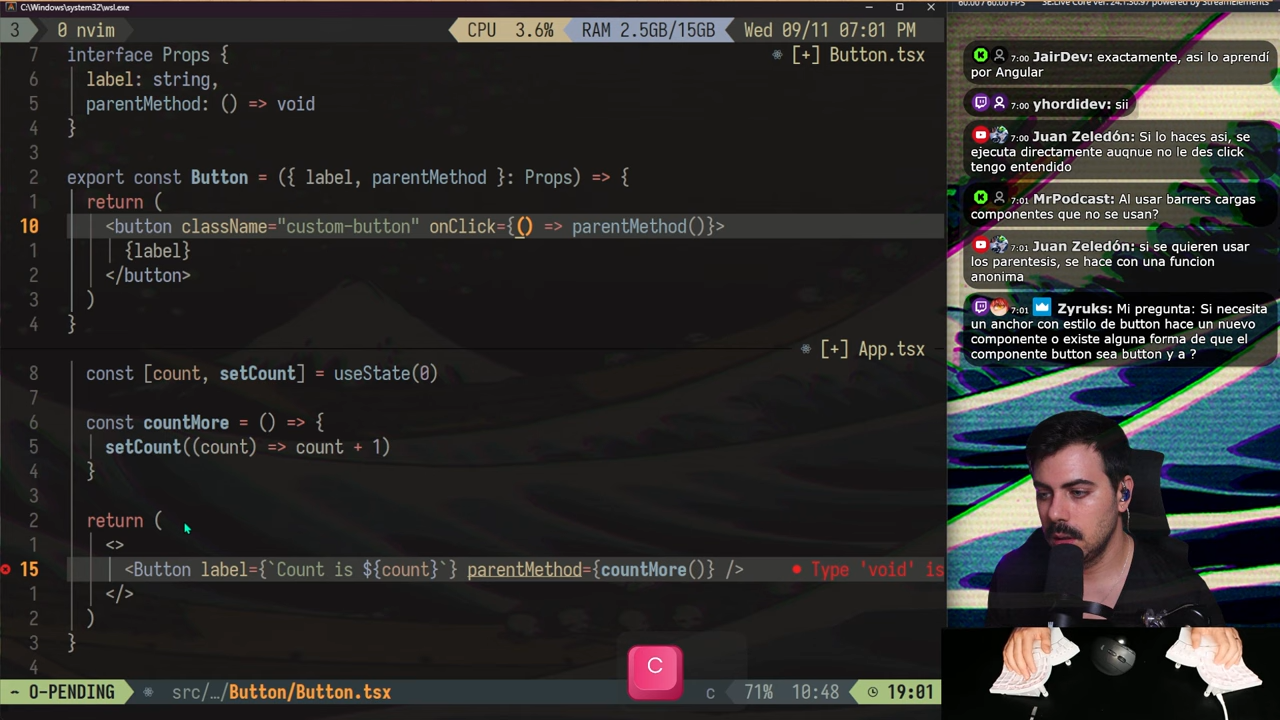 C:\Windows\system32\wsl.exe
3 0 nvim CPU 3.6% RAM 2.5GB/15GB Wed 09/11 07:01 PM
7 interface Props { [+] Button.tsx
6 label: string,
5 parentMethod: () => void
4 }
3
2 export const Button = ({ label, parentMethod }: Props) => {
1 return (
10 <button className="custom-button" onClick={() => parentMethod()}>
1 {label}
2 </button>
3 )
4 }
[+] App.tsx
8 const [count, setCount] = useState(0)
7
6 const countMore = () => {
5 setCount((count) => count + 1)
4 }
3
2 return (
1 <>
15 <Button label={`Count is ${count}`} parentMethod={countMore()} /> Type 'void' is
1 </>
2 )
3 }
4
O-PENDING src/…/Button/Button.tsx c 71% 10:48 19:01
C
7:00 JairDev: exactamente, asi lo aprendí
por Angular
7:00 yhordidev: sii
7:00 Juan Zeledón: Si lo haces asi, se
ejecuta directamente auqnue no le des click
tengo entendido
7:01 MrPodcast: Al usar barrers cargas
componentes que no se usan?
7:01 Juan Zeledón: si se quieren usar
los parentesis, se hace con una funcion
anonima
7:01 Zyruks: Mi pregunta: Si necesita
un anchor con estilo de button hace un nuevo
componente o existe alguna forma de que el
componente button sea button y a ?